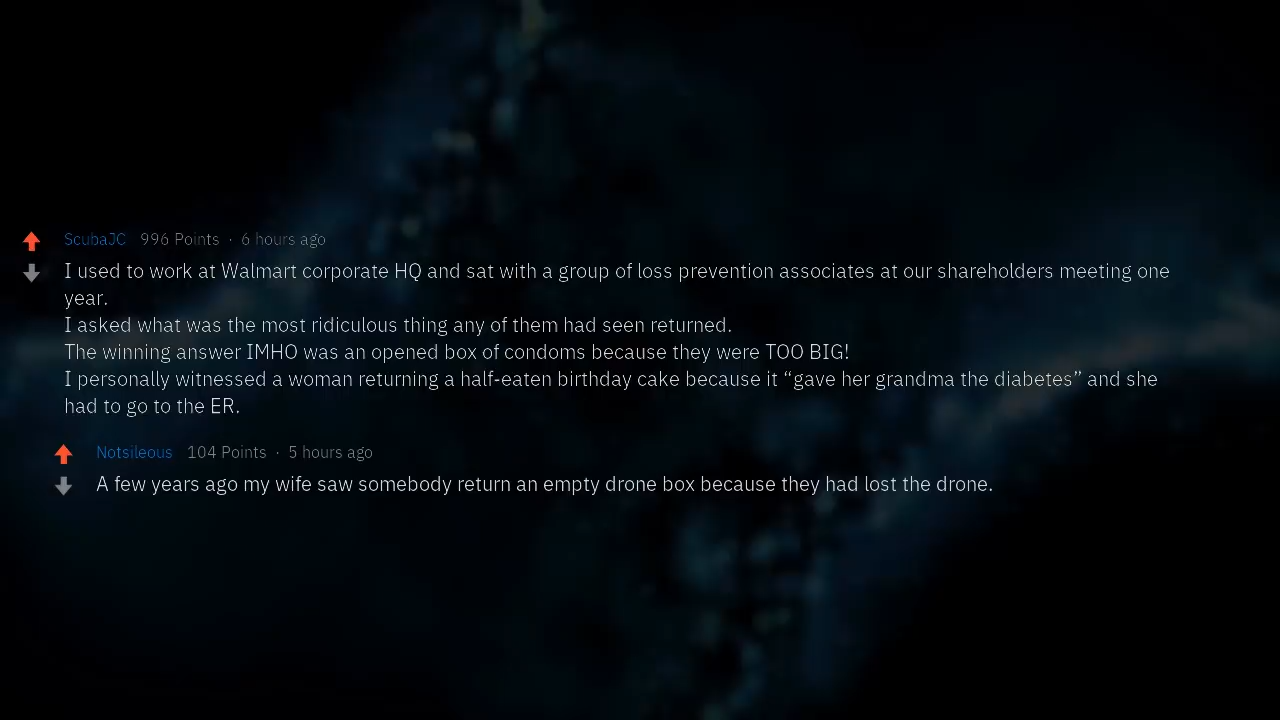 ScubaJC 996 Points · 6 hours ago
I used to work at Walmart corporate HQ and sat with a group of loss prevention associates at our shareholders meeting one
year.
I asked what was the most ridiculous thing any of them had seen returned.
The winning answer IMHO was an opened box of condoms because they were TOO BIG!
I personally witnessed a woman returning a half-eaten birthday cake because it “gave her grandma the diabetes” and she
had to go to the ER.
Notsileous 104 Points · 5 hours ago
A few years ago my wife saw somebody return an empty drone box because they had lost the drone.